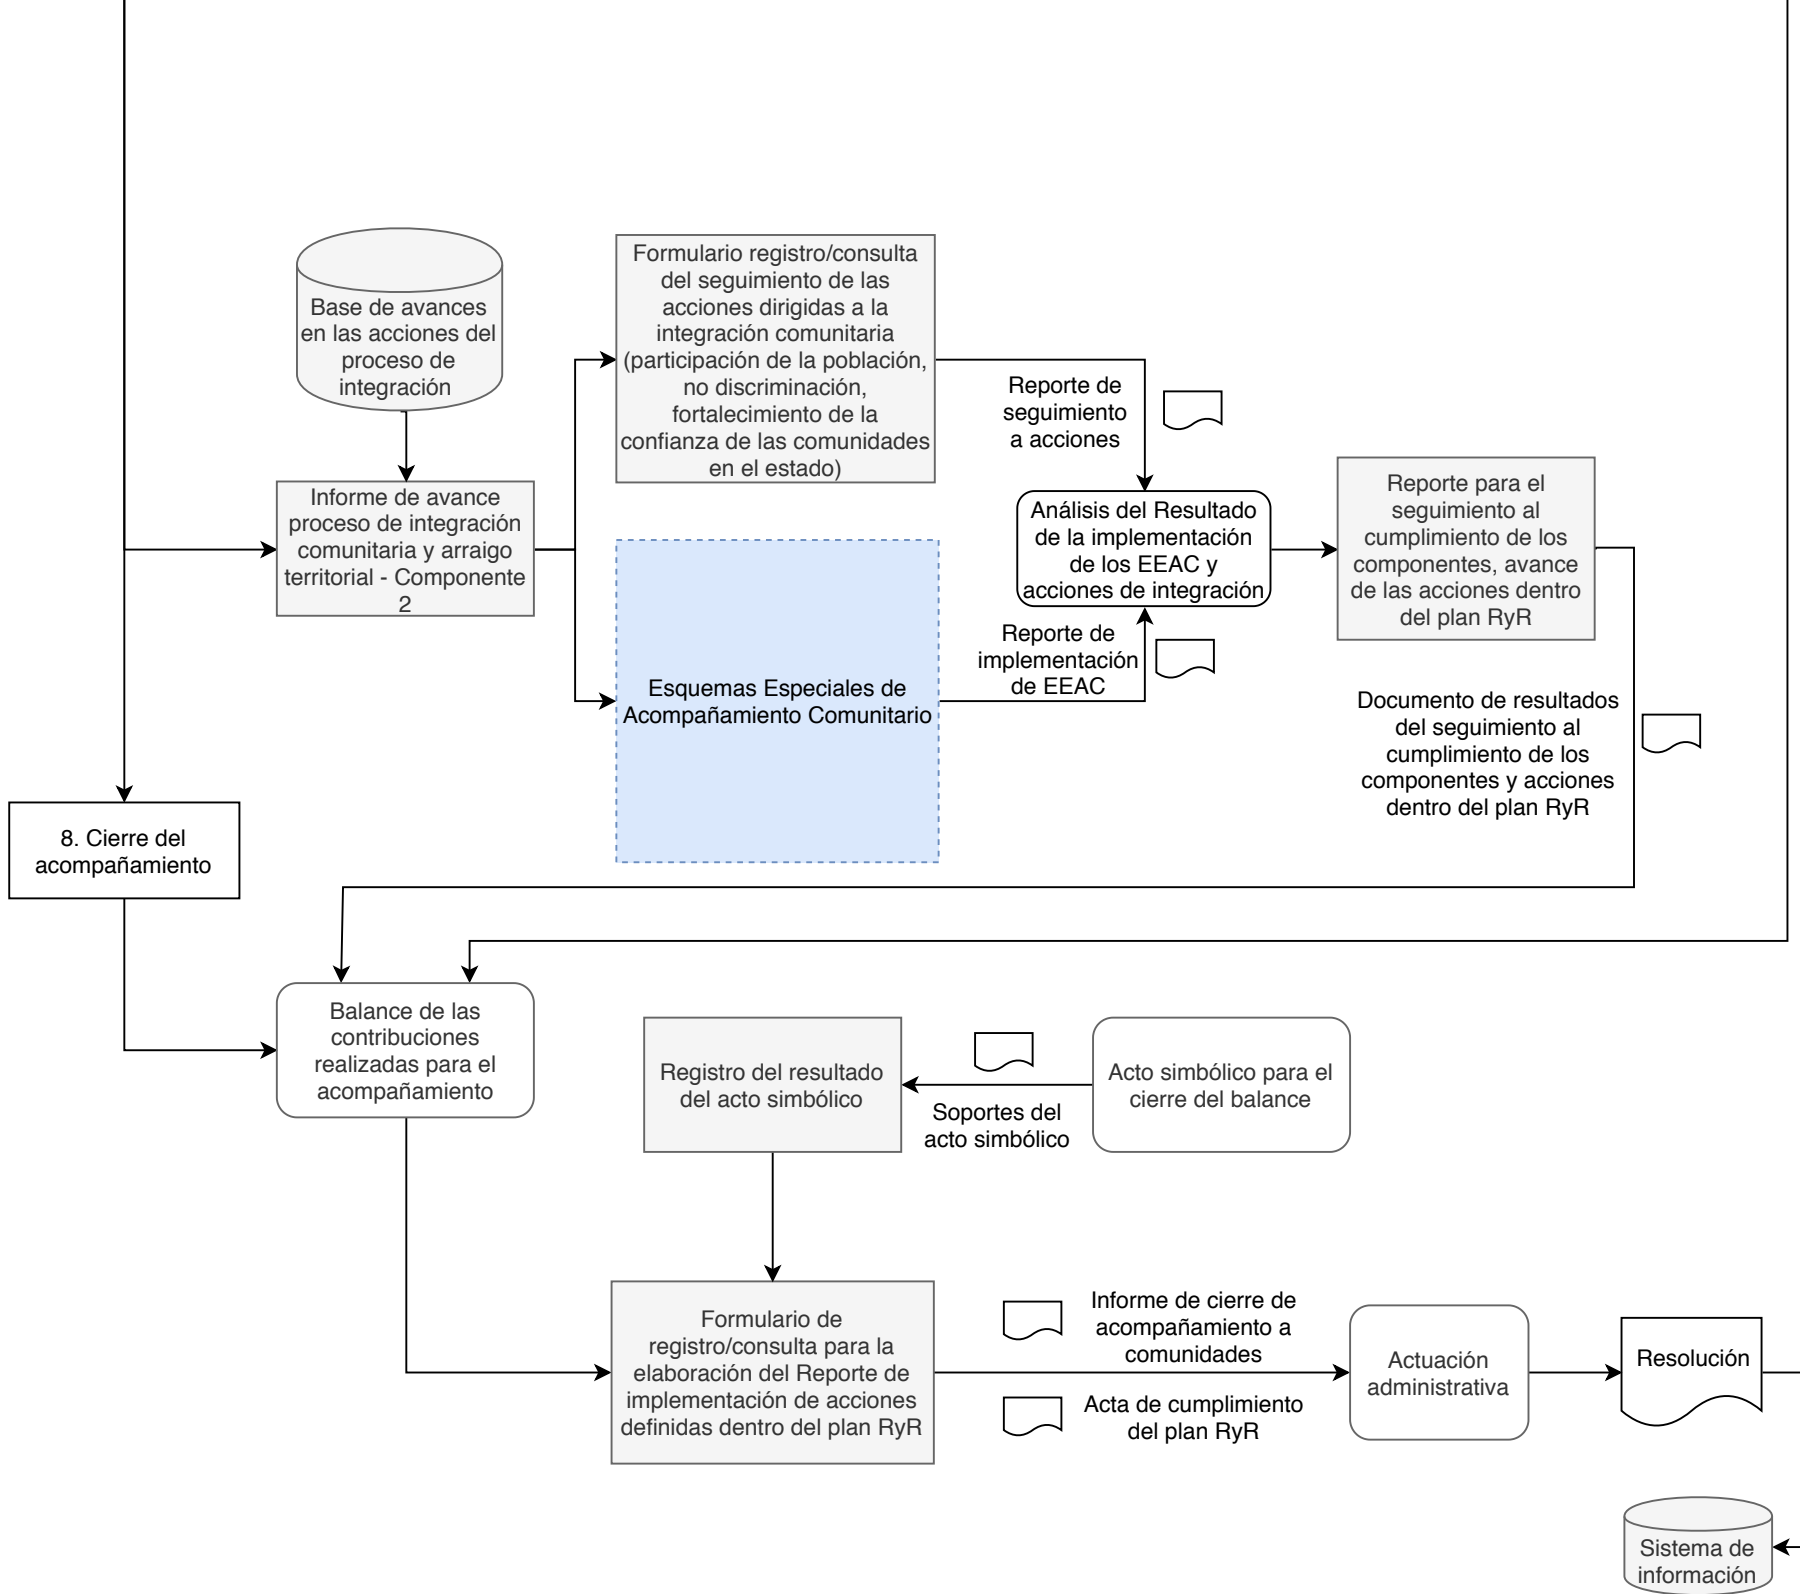 Base de avances
en las acciones del
proceso de
integración
Formulario registro/consulta
del seguimiento de las
acciones dirigidas a la
integración comunitaria
(participación de la población,
no discriminación,
fortalecimiento de la
confianza de las comunidades
en el estado)
Reporte de
seguimiento
a acciones
Informe de avance
proceso de integración
comunitaria y arraigo
territorial - Componente
2
Análisis del Resultado
de la implementación
de los EEAC y
acciones de integración
Reporte para el
seguimiento al
cumplimiento de los
componentes, avance
de las acciones dentro
del plan RyR
Esquemas Especiales de
Acompañamiento Comunitario
Reporte de
implementación
de EEAC
Documento de resultados
del seguimiento al
cumplimiento de los
componentes y acciones
dentro del plan RyR
8. Cierre del
acompañamiento
Balance de las
contribuciones
realizadas para el
acompañamiento
Registro del resultado
del acto simbólico
Soportes del
acto simbólico
Acto simbólico para el
cierre del balance
Formulario de
registro/consulta para la
elaboración del Reporte de
implementación de acciones
definidas dentro del plan RyR
Informe de cierre de
acompañamiento a
comunidades
Acta de cumplimiento
del plan RyR
Actuación
administrativa
Resolución
Sistema de
información